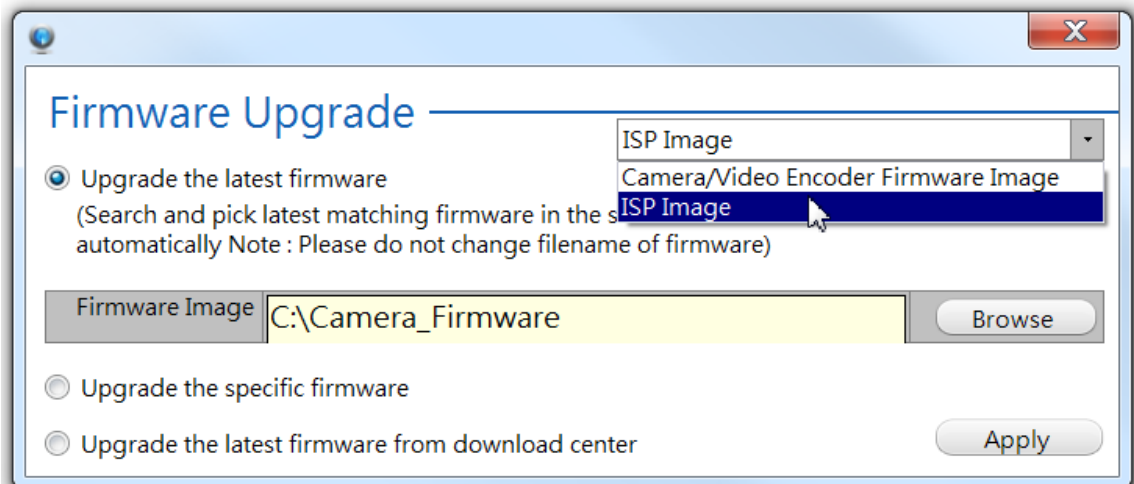 X
Firmware Upgrade
ISP Image
Camera/Video Encoder Firmware Image
ISP Image
Upgrade the latest firmware
(Search and pick latest matching firmware in the s
automatically Note : Please do not change filename of firmware)
Firmware Image
C:\Camera_Firmware
Browse
Upgrade the specific firmware
Upgrade the latest firmware from download center
Apply